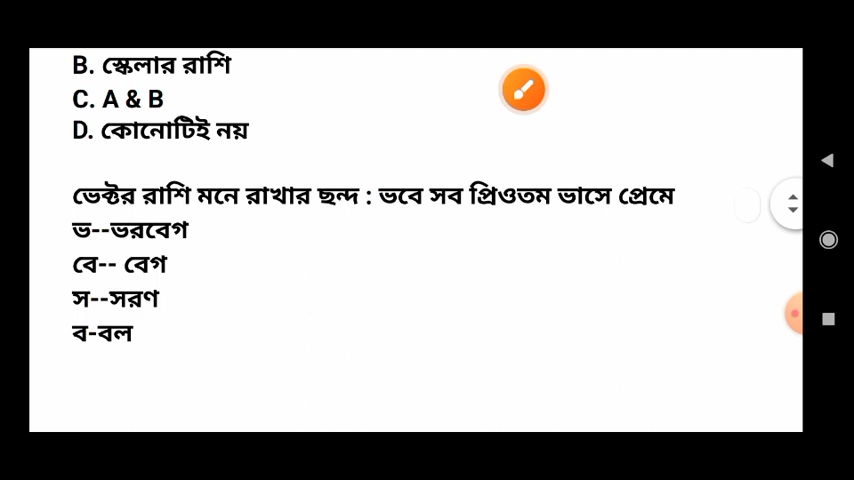 B. স্কেলার রাশি
C. A & B
D. কোনোটিই নয়
ভেক্টর রাশি মনে রাখার ছন্দ : ভবে সব প্রিওতম ভাসে প্রেমে
ভ--ভরবেগ
বে-- বেগ
স--সরণ
ব-বল